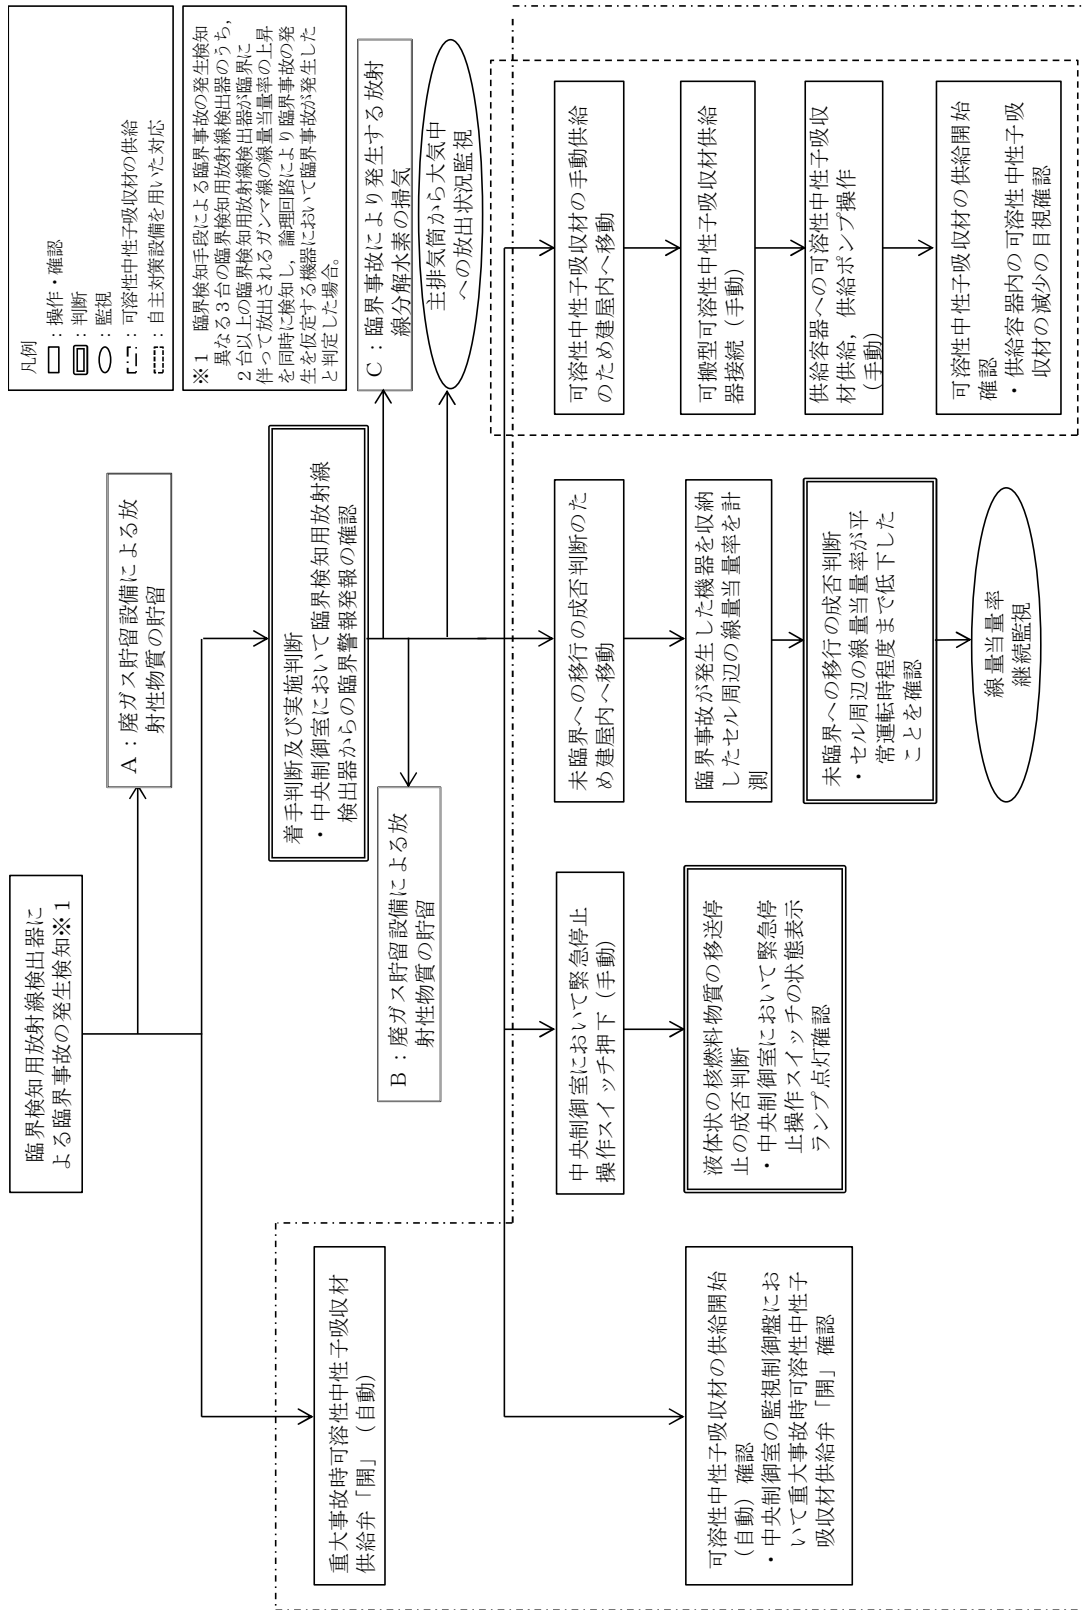 臨界検知用放射線検出器に
よる臨界事故の発生検知※１
Ａ：廃ガス貯留設備による放
射性物質の貯留
凡例
：操作・確認
：判断
：監視
：可溶性中性子吸収材の供給
：自主対策設備を用いた対応
※１　臨界検知手段による臨界事故の発生検知
異なる３台の臨界検知用放射線検出器のうち，
２台以上の臨界検知用放射線検出器が臨界に
伴って放出されるガンマ線の線量当量率の上昇
を同時に検知し，論理回路により臨界事故の発
生を仮定する機器において臨界事故が発生した
と判定した場合。
重大事故時可溶性中性子吸収材
供給弁「開」（自動）
着手判断及び実施判断
・中央制御室において臨界検知用放射線
検出器からの臨界警報発報の確認
Ｂ：廃ガス貯留設備による放
射性物質の貯留
Ｃ：臨界事故により発生する放射
線分解水素の掃気
主排気筒から大気中
への放出状況監視
可溶性中性子吸収材の供給開始
（自動）確認
・中央制御室の監視制御盤にお
いて重大事故時可溶性中性子
吸収材供給弁「開」確認
中央制御室において緊急停止
操作スイッチ押下（手動）
液体状の核燃料物質の移送停
止の成否判断
・中央制御室において緊急停
止操作スイッチの状態表示
ランプ点灯確認
未臨界への移行の成否判断のた
め建屋内へ移動
臨界事故が発生した機器を収納
したセル周辺の線量当量率を計
測
未臨界への移行の成否判断
・セル周辺の線量当量率が平
常運転時程度まで低下した
ことを確認
線量当量率
継続監視
可溶性中性子吸収材の手動供給
のため建屋内へ移動
可搬型可溶性中性子吸収材供給
器接続（手動）
供給容器への可溶性中性子吸収
材供給，供給ポンプ操作
（手動）
可溶性中性子吸収材の供給開始
確認
・供給容器内の可溶性中性子吸
収材の減少の目視確認